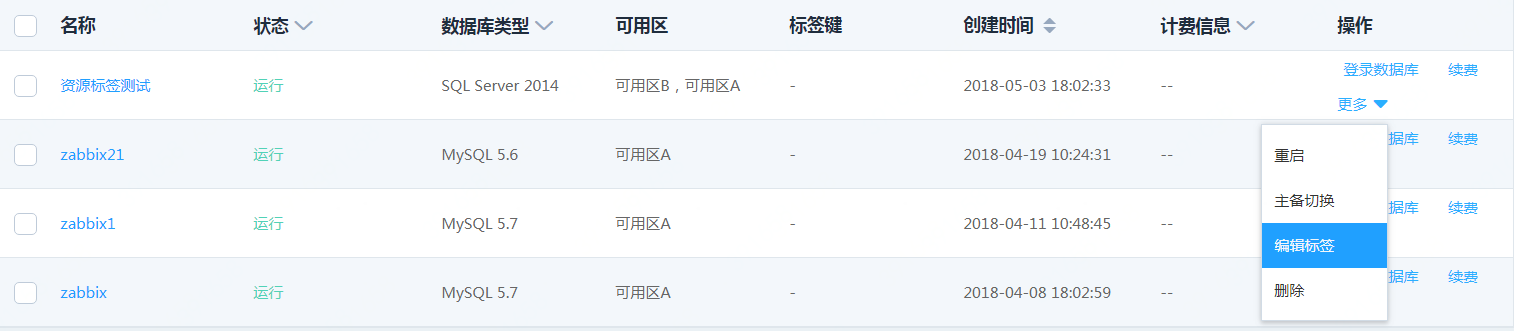 名称 状态 数据库类型 可用区 标签键 创建时间 计费信息 操作
资源标签测试 运行 SQL Server 2014 可用区B，可用区A - 2018-05-03 18:02:33 -- 登录数据库 续费
更多
zabbix21 运行 MySQL 5.6 可用区A - 2018-04-19 10:24:31 -- 据库 续费
重启
主备切换
zabbix1 运行 MySQL 5.7 可用区A - 2018-04-11 10:48:45 -- 据库 续费
编辑标签
zabbix 运行 MySQL 5.7 可用区A - 2018-04-08 18:02:59 -- 据库 续费
删除